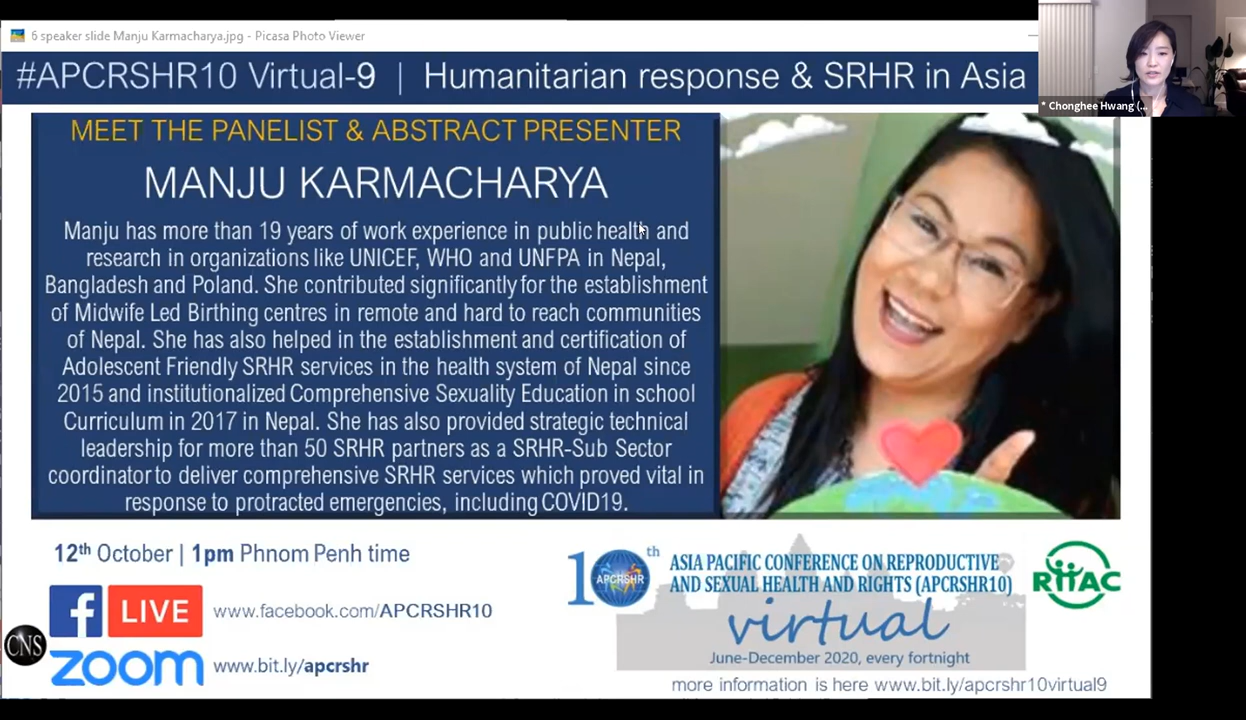 6 speaker slide Manju Karmacharya.jpg - Picasa Photo Viewer
* Chonghee Hwang (...
#APCRSHR10 Virtual-9 | Humanitarian response & SRHR in Asia
MEET THE PANELIST & ABSTRACT PRESENTER
MANJU KARMACHARYA
Manju has more than 19 years of work experience in public health and
research in organizations like UNICEF, WHO and UNFPA in Nepal,
Bangladesh and Poland. She contributed significantly for the establishment
of Midwife Led Birthing centres in remote and hard to reach communities
of Nepal. She has also helped in the establishment and certification of
Adolescent Friendly SRHR services in the health system of Nepal since
2015 and institutionalized Comprehensive Sexuality Education in school
Curriculum in 2017 in Nepal. She has also provided strategic technical
leadership for more than 50 SRHR partners as a SRHR-Sub Sector
coordinator to deliver comprehensive SRHR services which proved vital in
response to protracted emergencies, including COVID19.
12th October | 1pm Phnom Penh time
f LIVE www.facebook.com/APCRSHR10
CNS
zoom www.bit.ly/apcrshr
10th APCRSHR
ASIA PACIFIC CONFERENCE ON REPRODUCTIVE
AND SEXUAL HEALTH AND RIGHTS (APCRSHR10)
virtual
June-December 2020, every fortnight
RHAC
more information is here www.bit.ly/apcrshr10virtual9